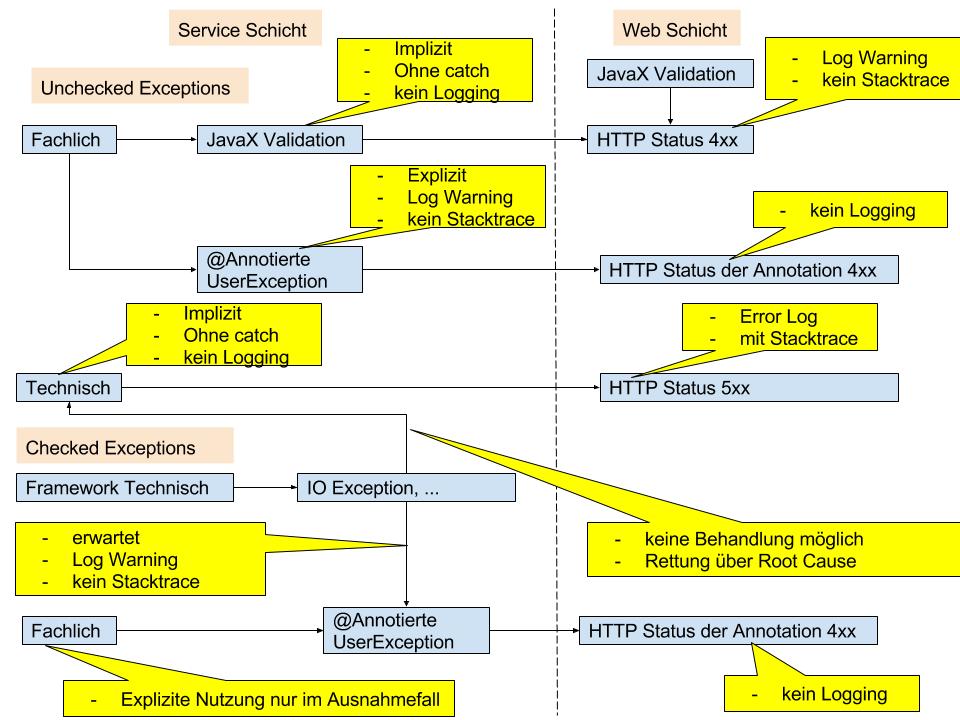 Service Schicht
Web Schicht
- Implizit
- Ohne catch
- kein Logging
- Log Warning
- kein Stacktrace
JavaX Validation
Unchecked Exceptions
Fachlich
JavaX Validation
HTTP Status 4xx
- Explizit
- Log Warning
- kein Stacktrace
- kein Logging
@Annotierte
UserException
HTTP Status der Annotation 4xx
- Implizit
- Ohne catch
- kein Logging
- Error Log
- mit Stacktrace
Technisch
HTTP Status 5xx
Checked Exceptions
Framework Technisch
IO Exception, ...
- erwartet
- Log Warning
- kein Stacktrace
- keine Behandlung möglich
- Rettung über Root Cause
Fachlich
@Annotierte
UserException
HTTP Status der Annotation 4xx
- Explizite Nutzung nur im Ausnahmefall
- kein Logging